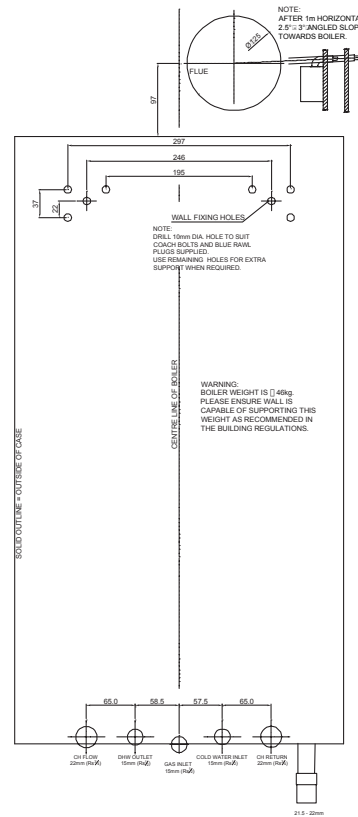 NOTE:
AFTER 1m HORIZONTA
2.5°= 3°ANGLED SLOP
TOWARDS BOILER.
Ø125
FLUE
97
297
246
195
37
22
WALL FIXING HOLES
NOTE:
DRILL 10mm DIA. HOLE TO SUIT
COACH BOLTS AND BLUE RAWL
PLUGS SUPPLIED.
USE REMAINING HOLES FOR EXTRA
SUPPORT WHEN REQUIRED.
CENTRE LINE OF BOILER
WARNING:
BOILER WEIGHT IS 46kg.
PLEASE ENSURE WALL IS
CAPABLE OF SUPPORTING THIS
WEIGHT AS RECOMMENDED IN
THE BUILDING REGULATIONS.
SOLID OUTLINE = OUTSIDE OF CASE
65.0 58.5 57.5 65.0
CH FLOW
22mm
DHW OUTLET
15mm
GAS INLET
15mm
COLD WATER INLET
15mm
CH RETURN
22mm
21.5 - 22mm